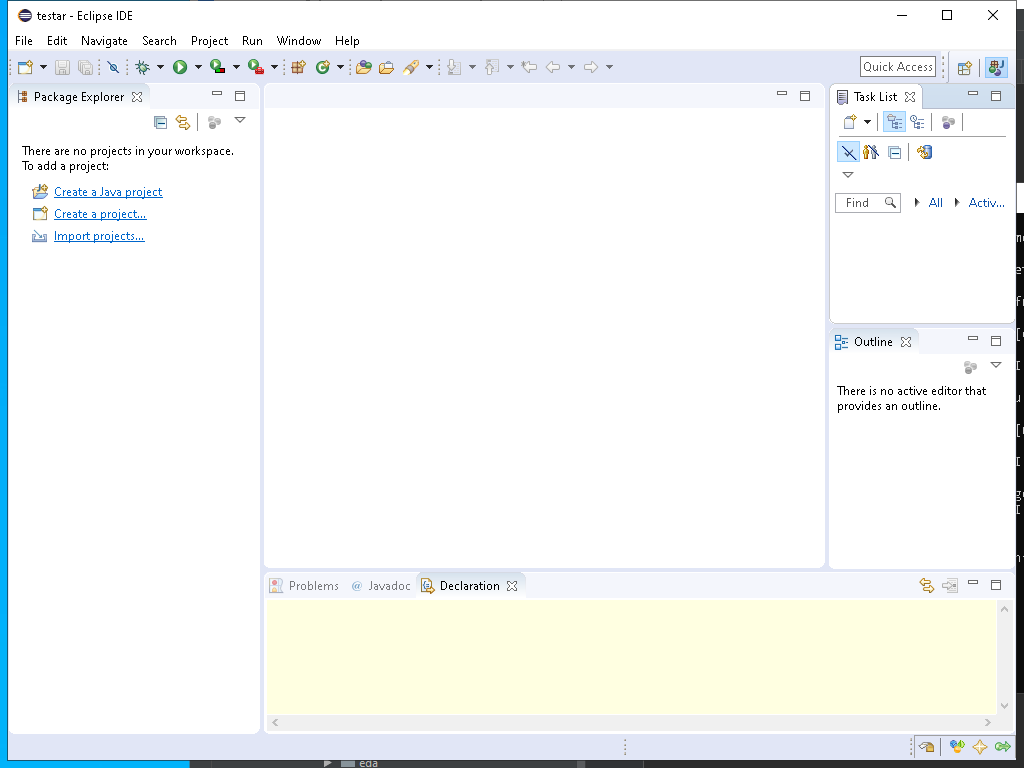 testar - Eclipse IDE
File Edit Navigate Search Project Run Window Help
Quick Access
Package Explorer
There are no projects in your workspace.
To add a project:
Create a Java project
Create a project...
Import projects...
Task List
Find All Activ...
Outline
There is no active editor that
provides an outline.
Problems @ Javadoc Declaration
eda